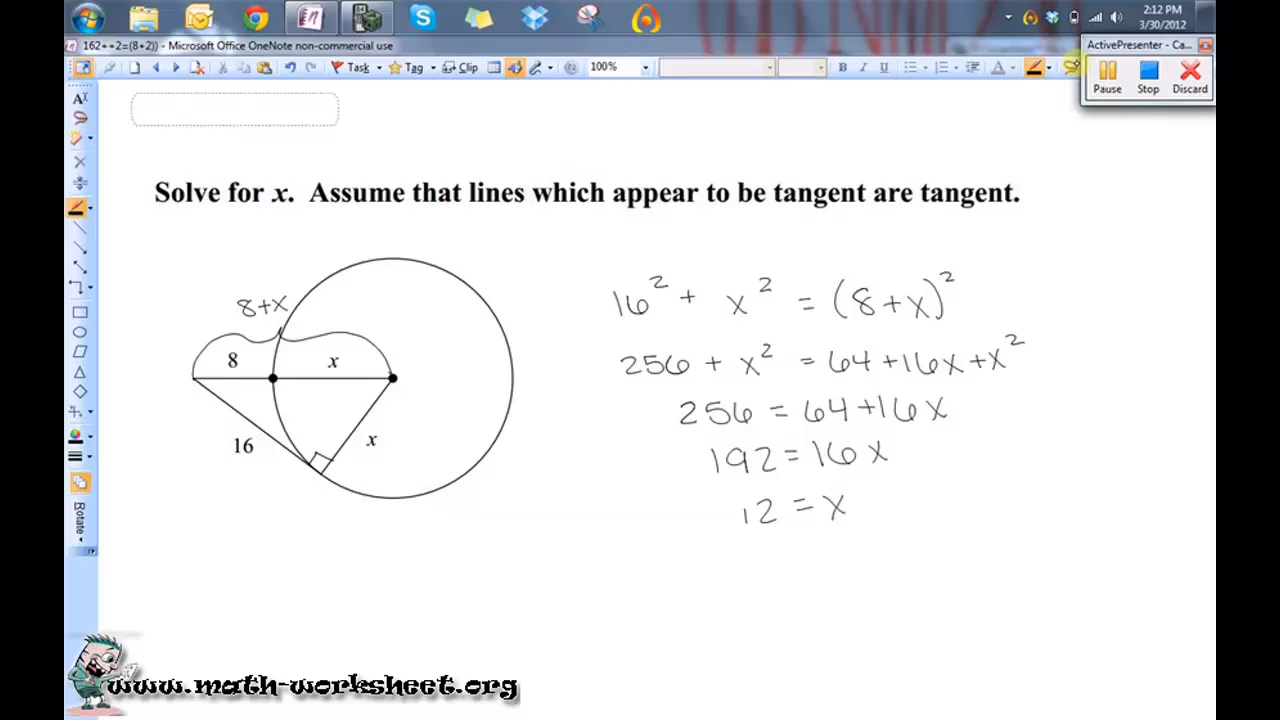 2:12 PM
3/30/2012
162++2=(8+2)) - Microsoft Office OneNote non-commercial use
ActivePresenter - Ca...
Task Tag Clip 100% B I U A
Pause Stop Discard
Solve for x. Assume that lines which appear to be tangent are tangent.
8+x
8 x
16 x
16² + x² = (8+x)²
256 + x² = 64+16x+x²
256 = 64+16x
192 = 16x
12 = x
Rotate
www.math-worksheet.org